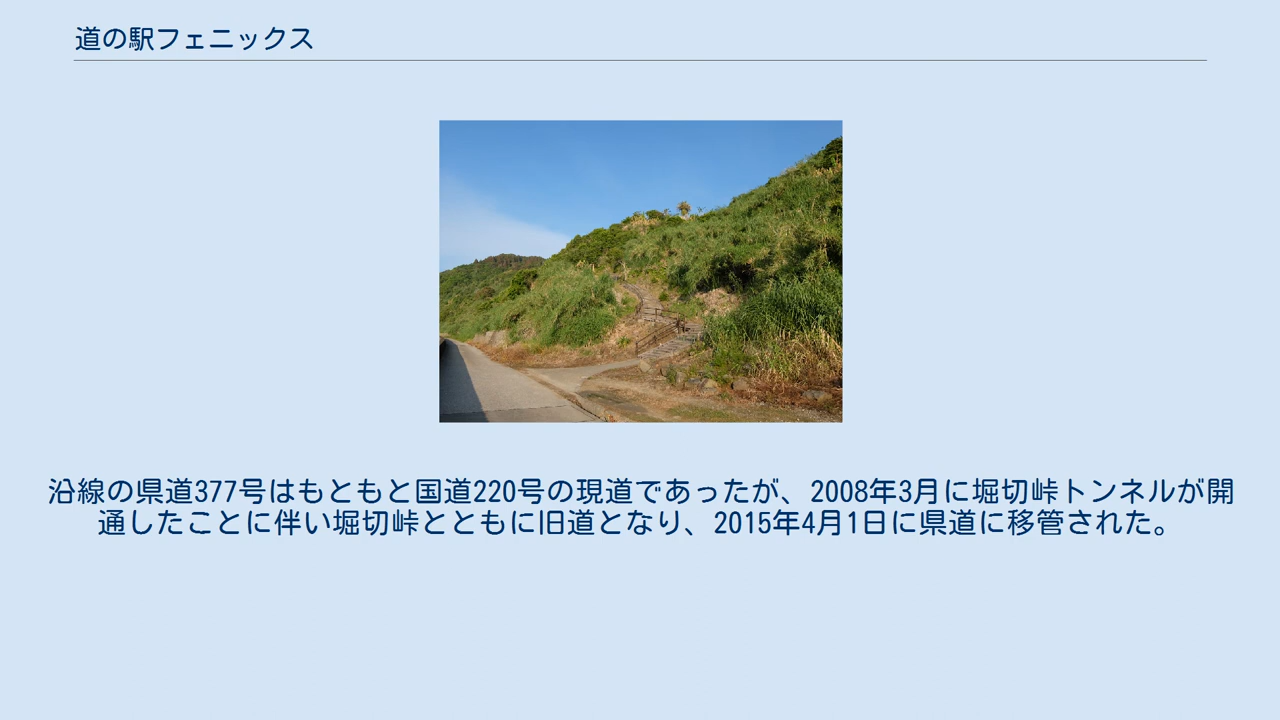 道の駅フェニックス
沿線の県道377号はもともと国道220号の現道であったが、2008年3月に堀切峠トンネルが開
通したことに伴い堀切峠とともに旧道となり、2015年4月1日に県道に移管された。